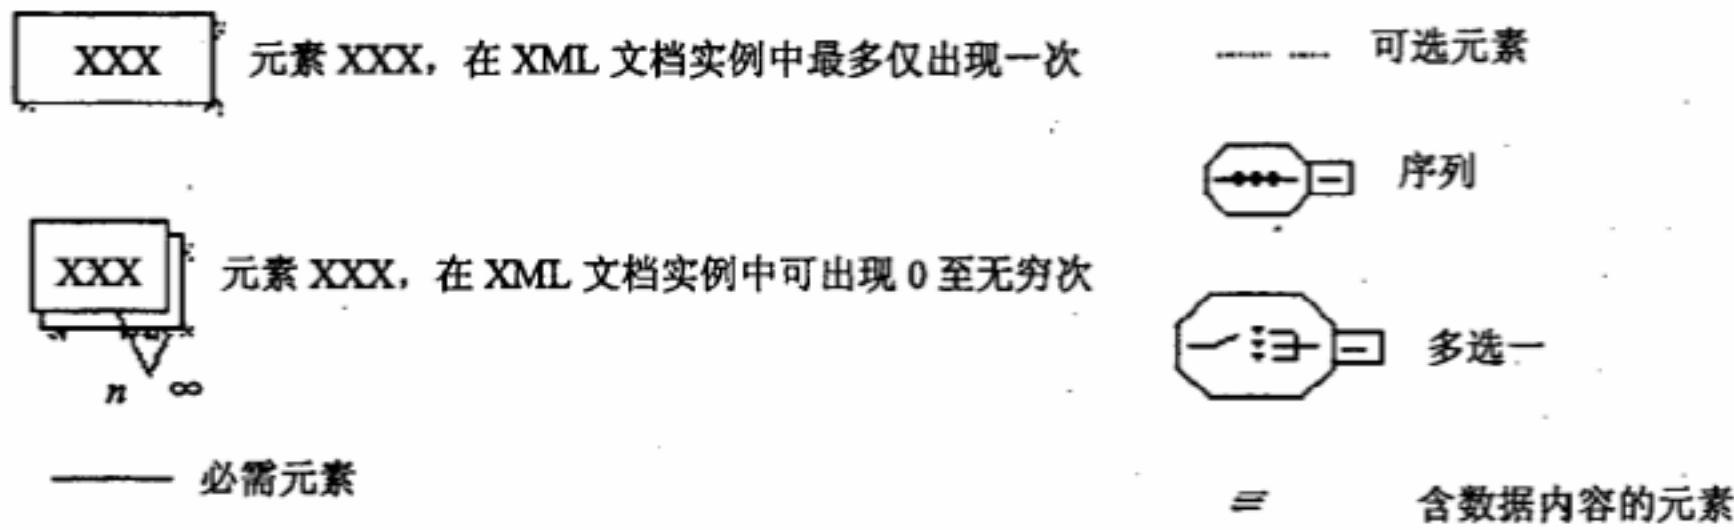 XXX 元素 XXX，在 XML 文档实例中最多仅出现一次
可选元素
序列
XXX 元素 XXX，在 XML 文档实例中可出现 0 至无穷次
n ∞
多选一
必需元素
含数据内容的元素